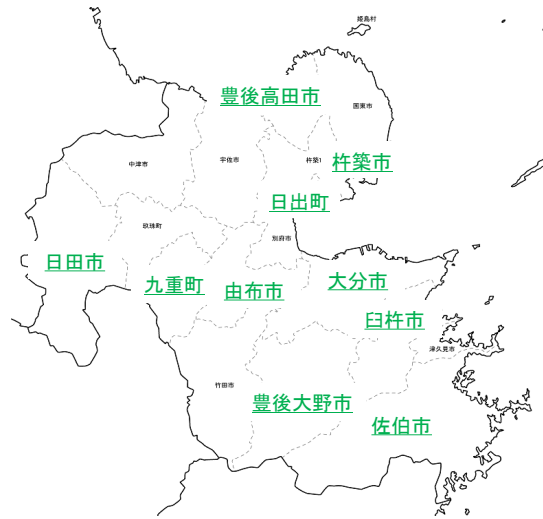 姫島村
豊後高田市
国東市
中津市
宇佐市
杵築
杵築市
日出町
玖珠町
別府市
日田市
九重町
由布市
大分市
臼杵市
津久見市
竹田市
豊後大野市
佐伯市